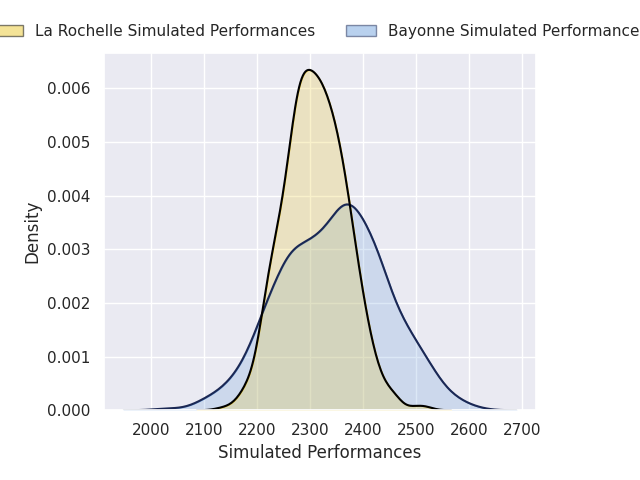 La Rochelle Simulated Performances
Bayonne Simulated Performance
0.006
0.005
0.004
0.003
0.002
0.001
0.000
Density
2000 2100 2200 2300 2400 2500 2600 2700
Simulated Performances